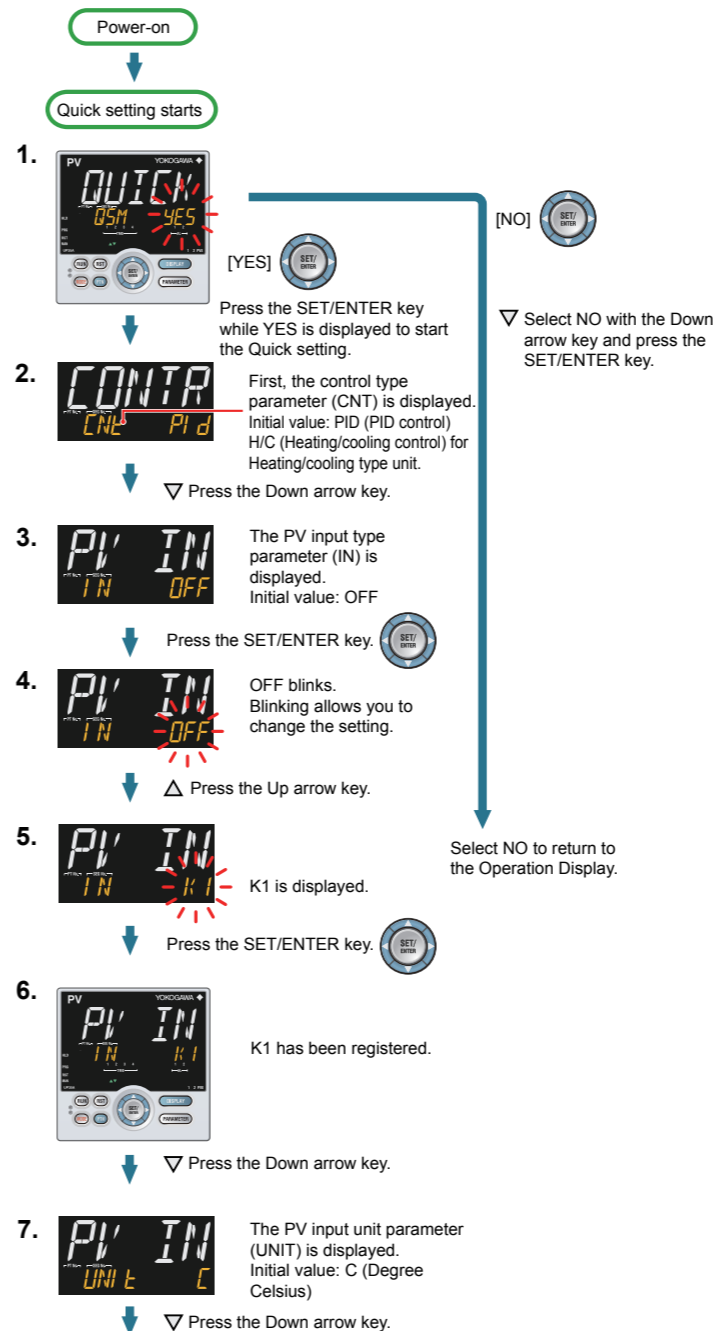 Power-on
Quick setting starts
1.
PV
YOKOGAWA
QUICK
QSM YES
SET/
ENTER
DISPLAY
PARAMETER
[YES]
SET/
ENTER
Press the SET/ENTER key
while YES is displayed to start
the Quick setting.
[NO]
SET/
ENTER
Select NO with the Down
arrow key and press the
SET/ENTER key.
2.
CONTR
CNT PID
First, the control type
parameter (CNT) is displayed.
Initial value: PID (PID control)
H/C (Heating/cooling control) for
Heating/cooling type unit.
Press the Down arrow key.
3.
PV IN
IN OFF
The PV input type
parameter (IN) is
displayed.
Initial value: OFF
Press the SET/ENTER key.
SET/
ENTER
4.
PV IN
IN OFF
OFF blinks.
Blinking allows you to
change the setting.
Press the Up arrow key.
5.
PV IN
IN K1
K1 is displayed.
Select NO to return to
the Operation Display.
Press the SET/ENTER key.
SET/
ENTER
6.
PV
YOKOGAWA
PV IN
IN K1
SET/
ENTER
DISPLAY
PARAMETER
K1 has been registered.
Press the Down arrow key.
7.
PV IN
UNIT C
The PV input unit parameter
(UNIT) is displayed.
Initial value: C (Degree
Celsius)
Press the Down arrow key.